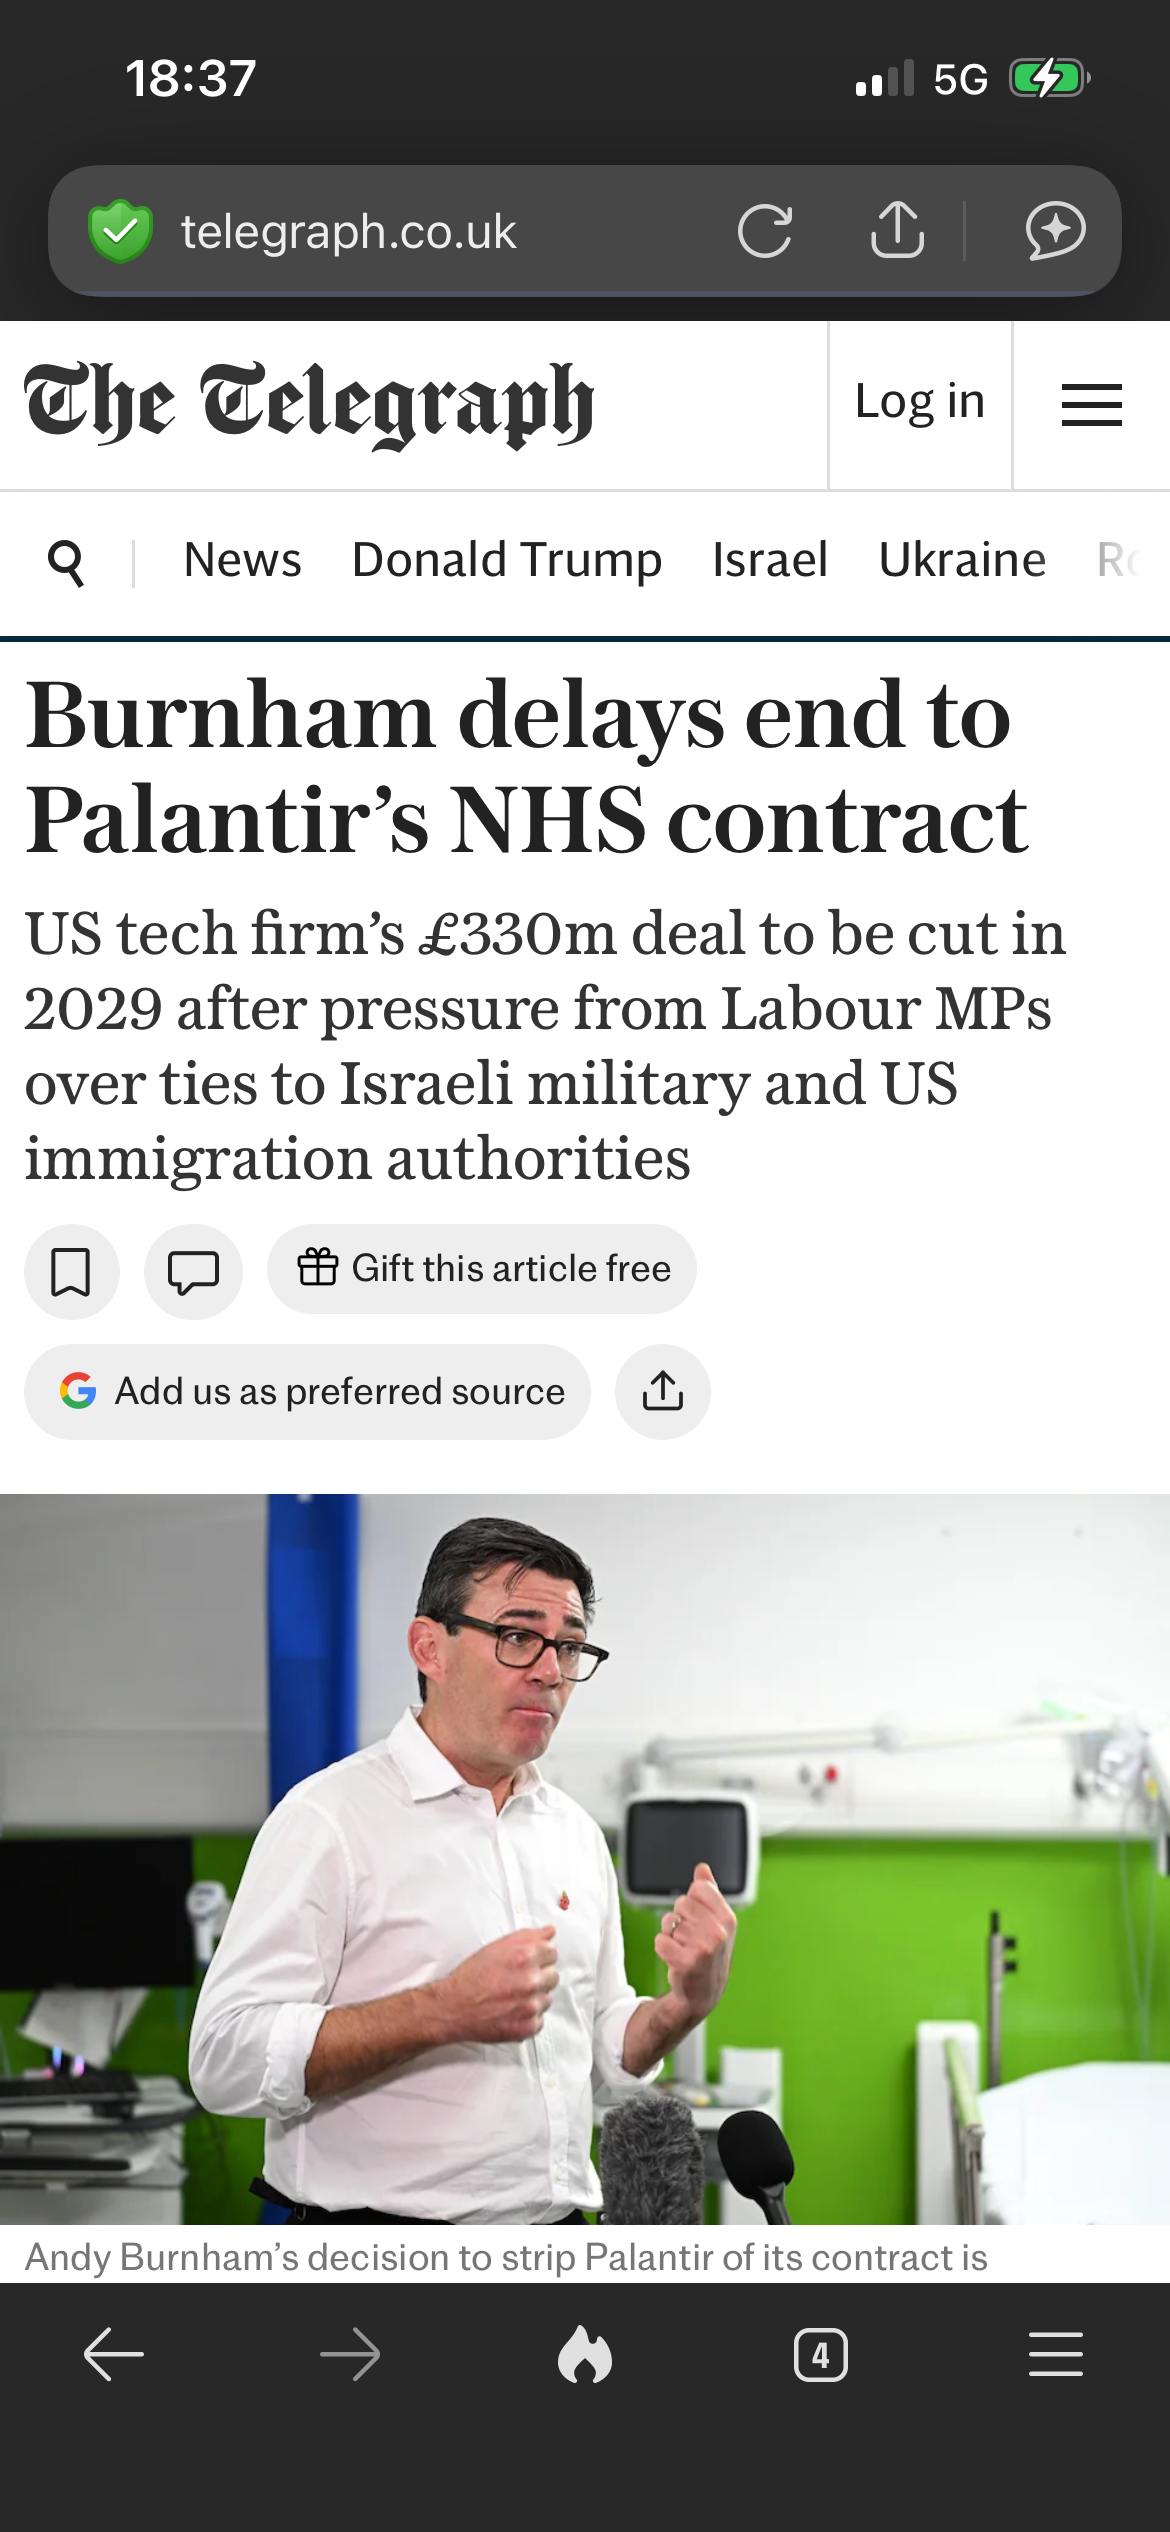 18:37
5G
telegraph.co.uk
The Telegraph
Log in
News Donald Trump Israel Ukraine
Burnham delays end to
Palantir’s NHS contract
US tech firm’s £330m deal to be cut in
2029 after pressure from Labour MPs
over ties to Israeli military and US
immigration authorities
Gift this article free
Add us as preferred source
Andy Burnham’s decision to strip Palantir of its contract is
4